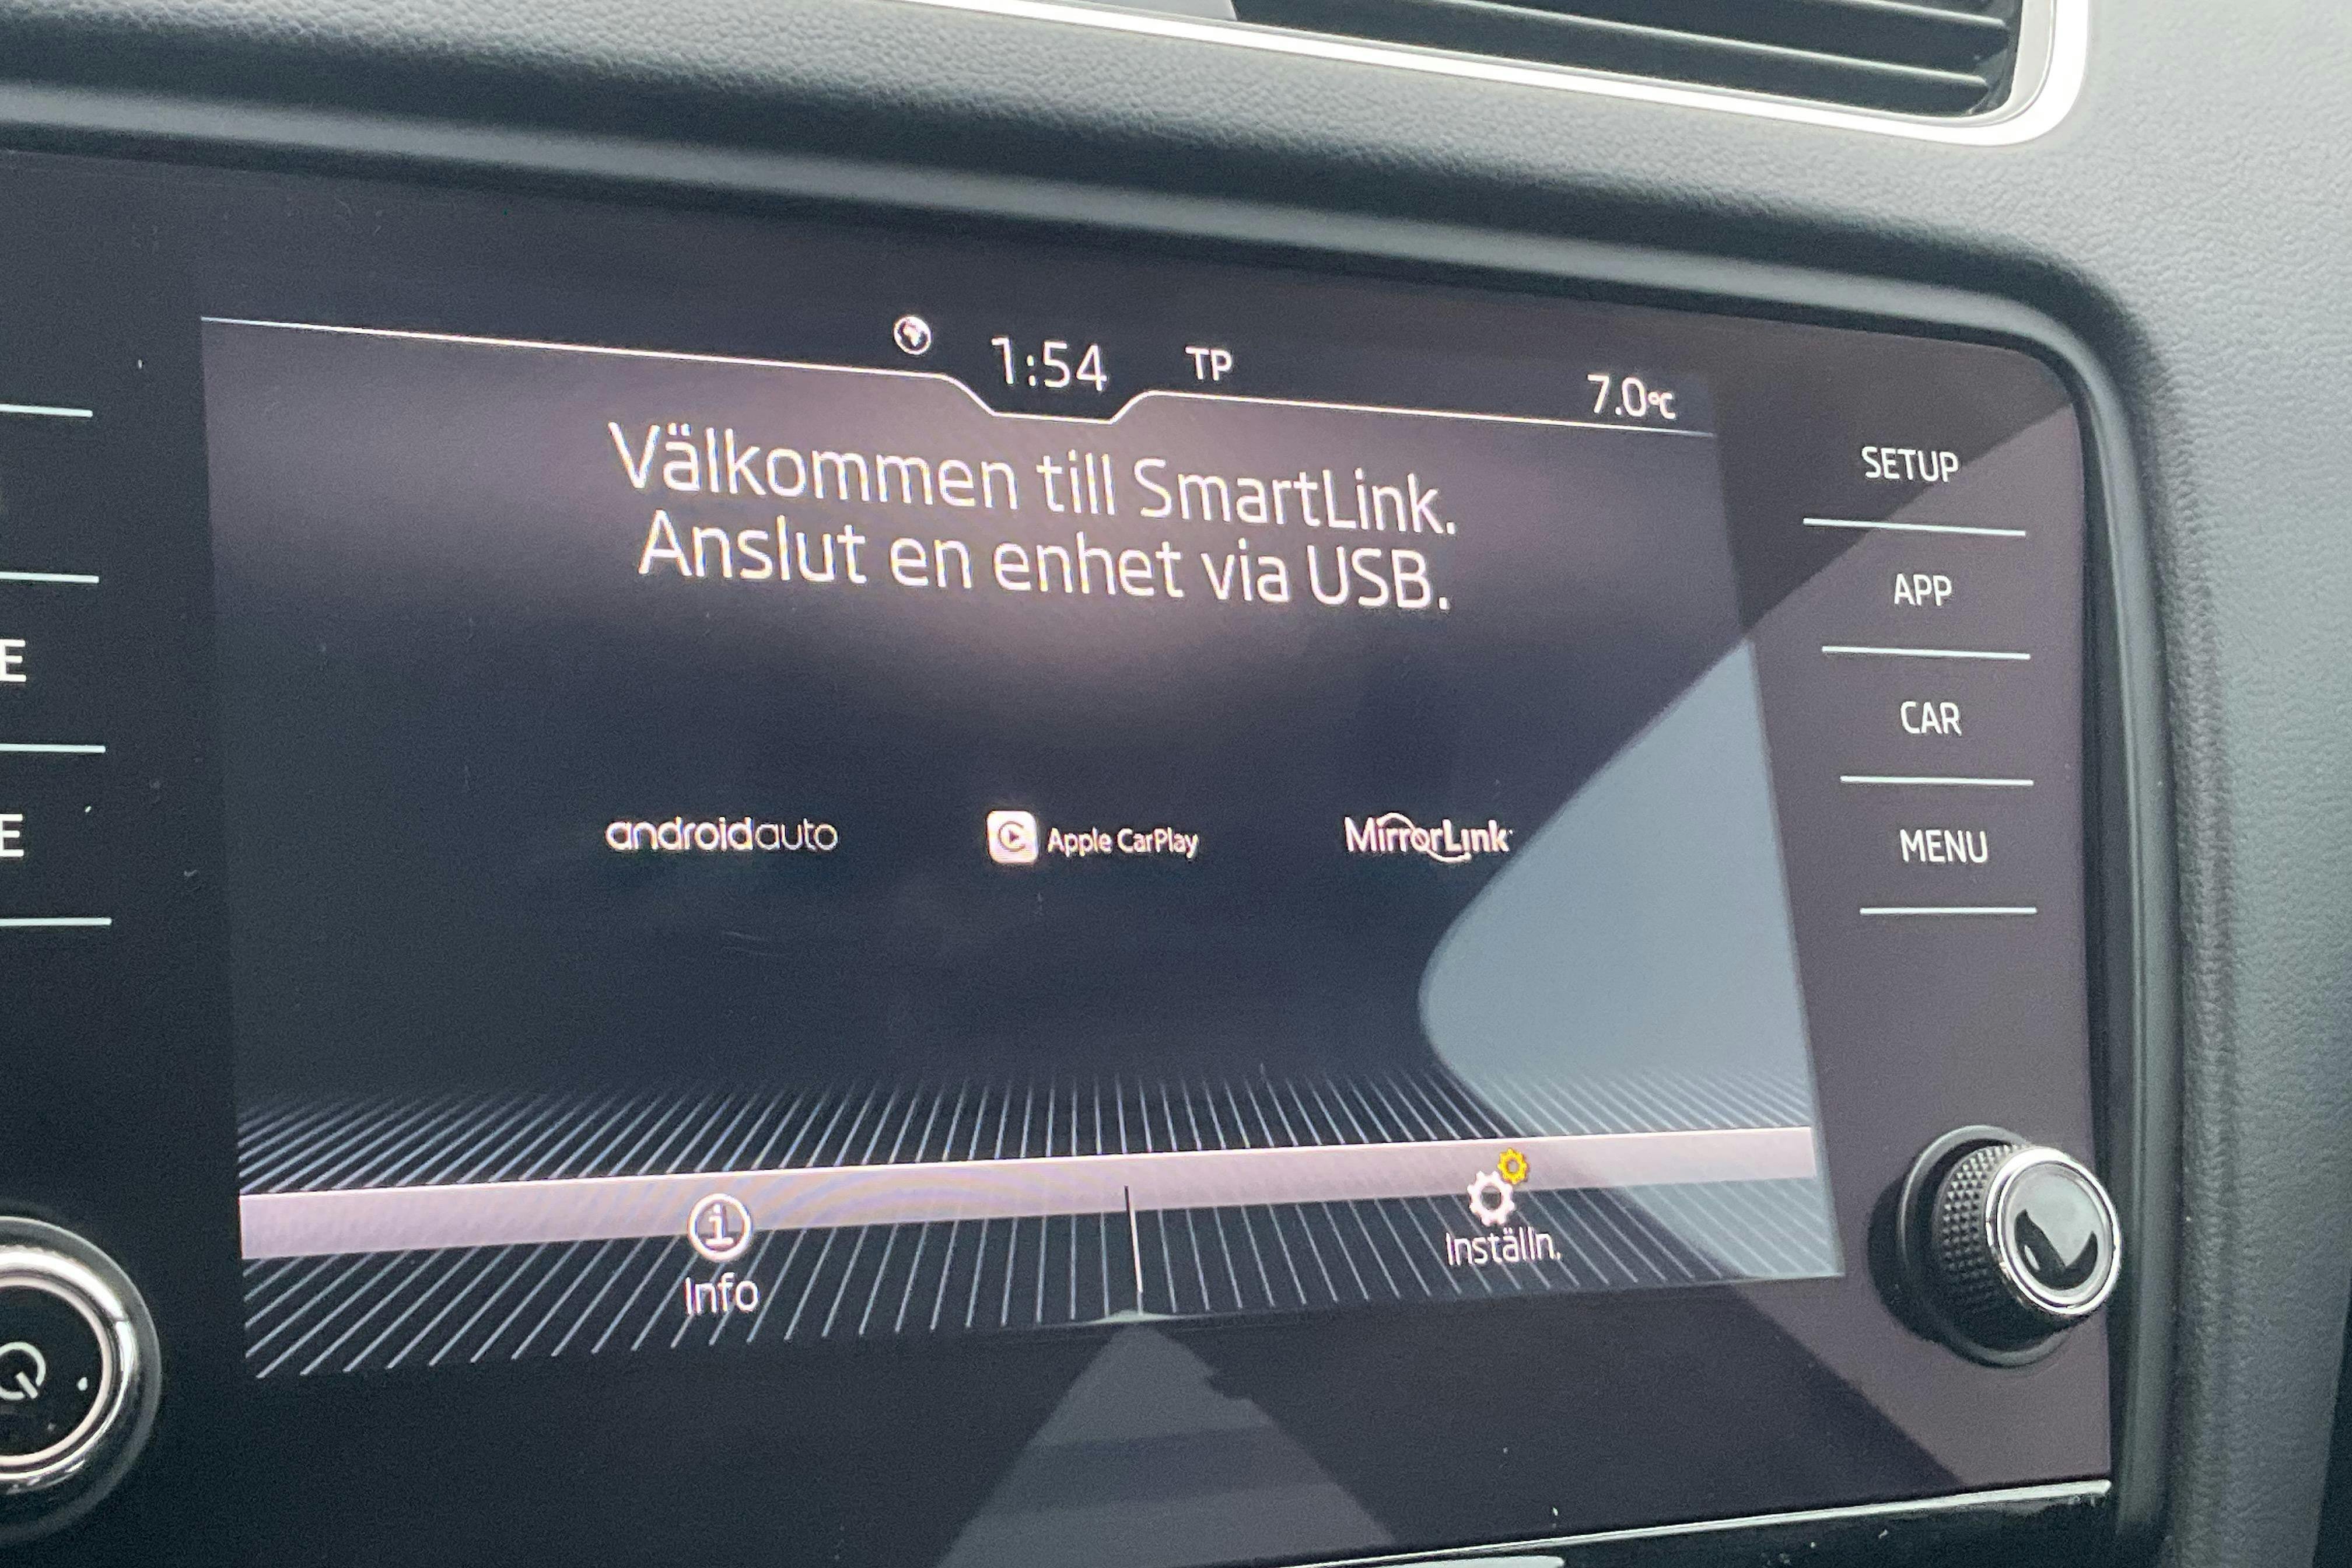 1:54 TP 7.0°C
Välkommen till SmartLink.
Anslut en enhet via USB.
androidauto Apple CarPlay MirrorLink
Info Inställn.
SETUP
APP
CAR
MENU
E
E